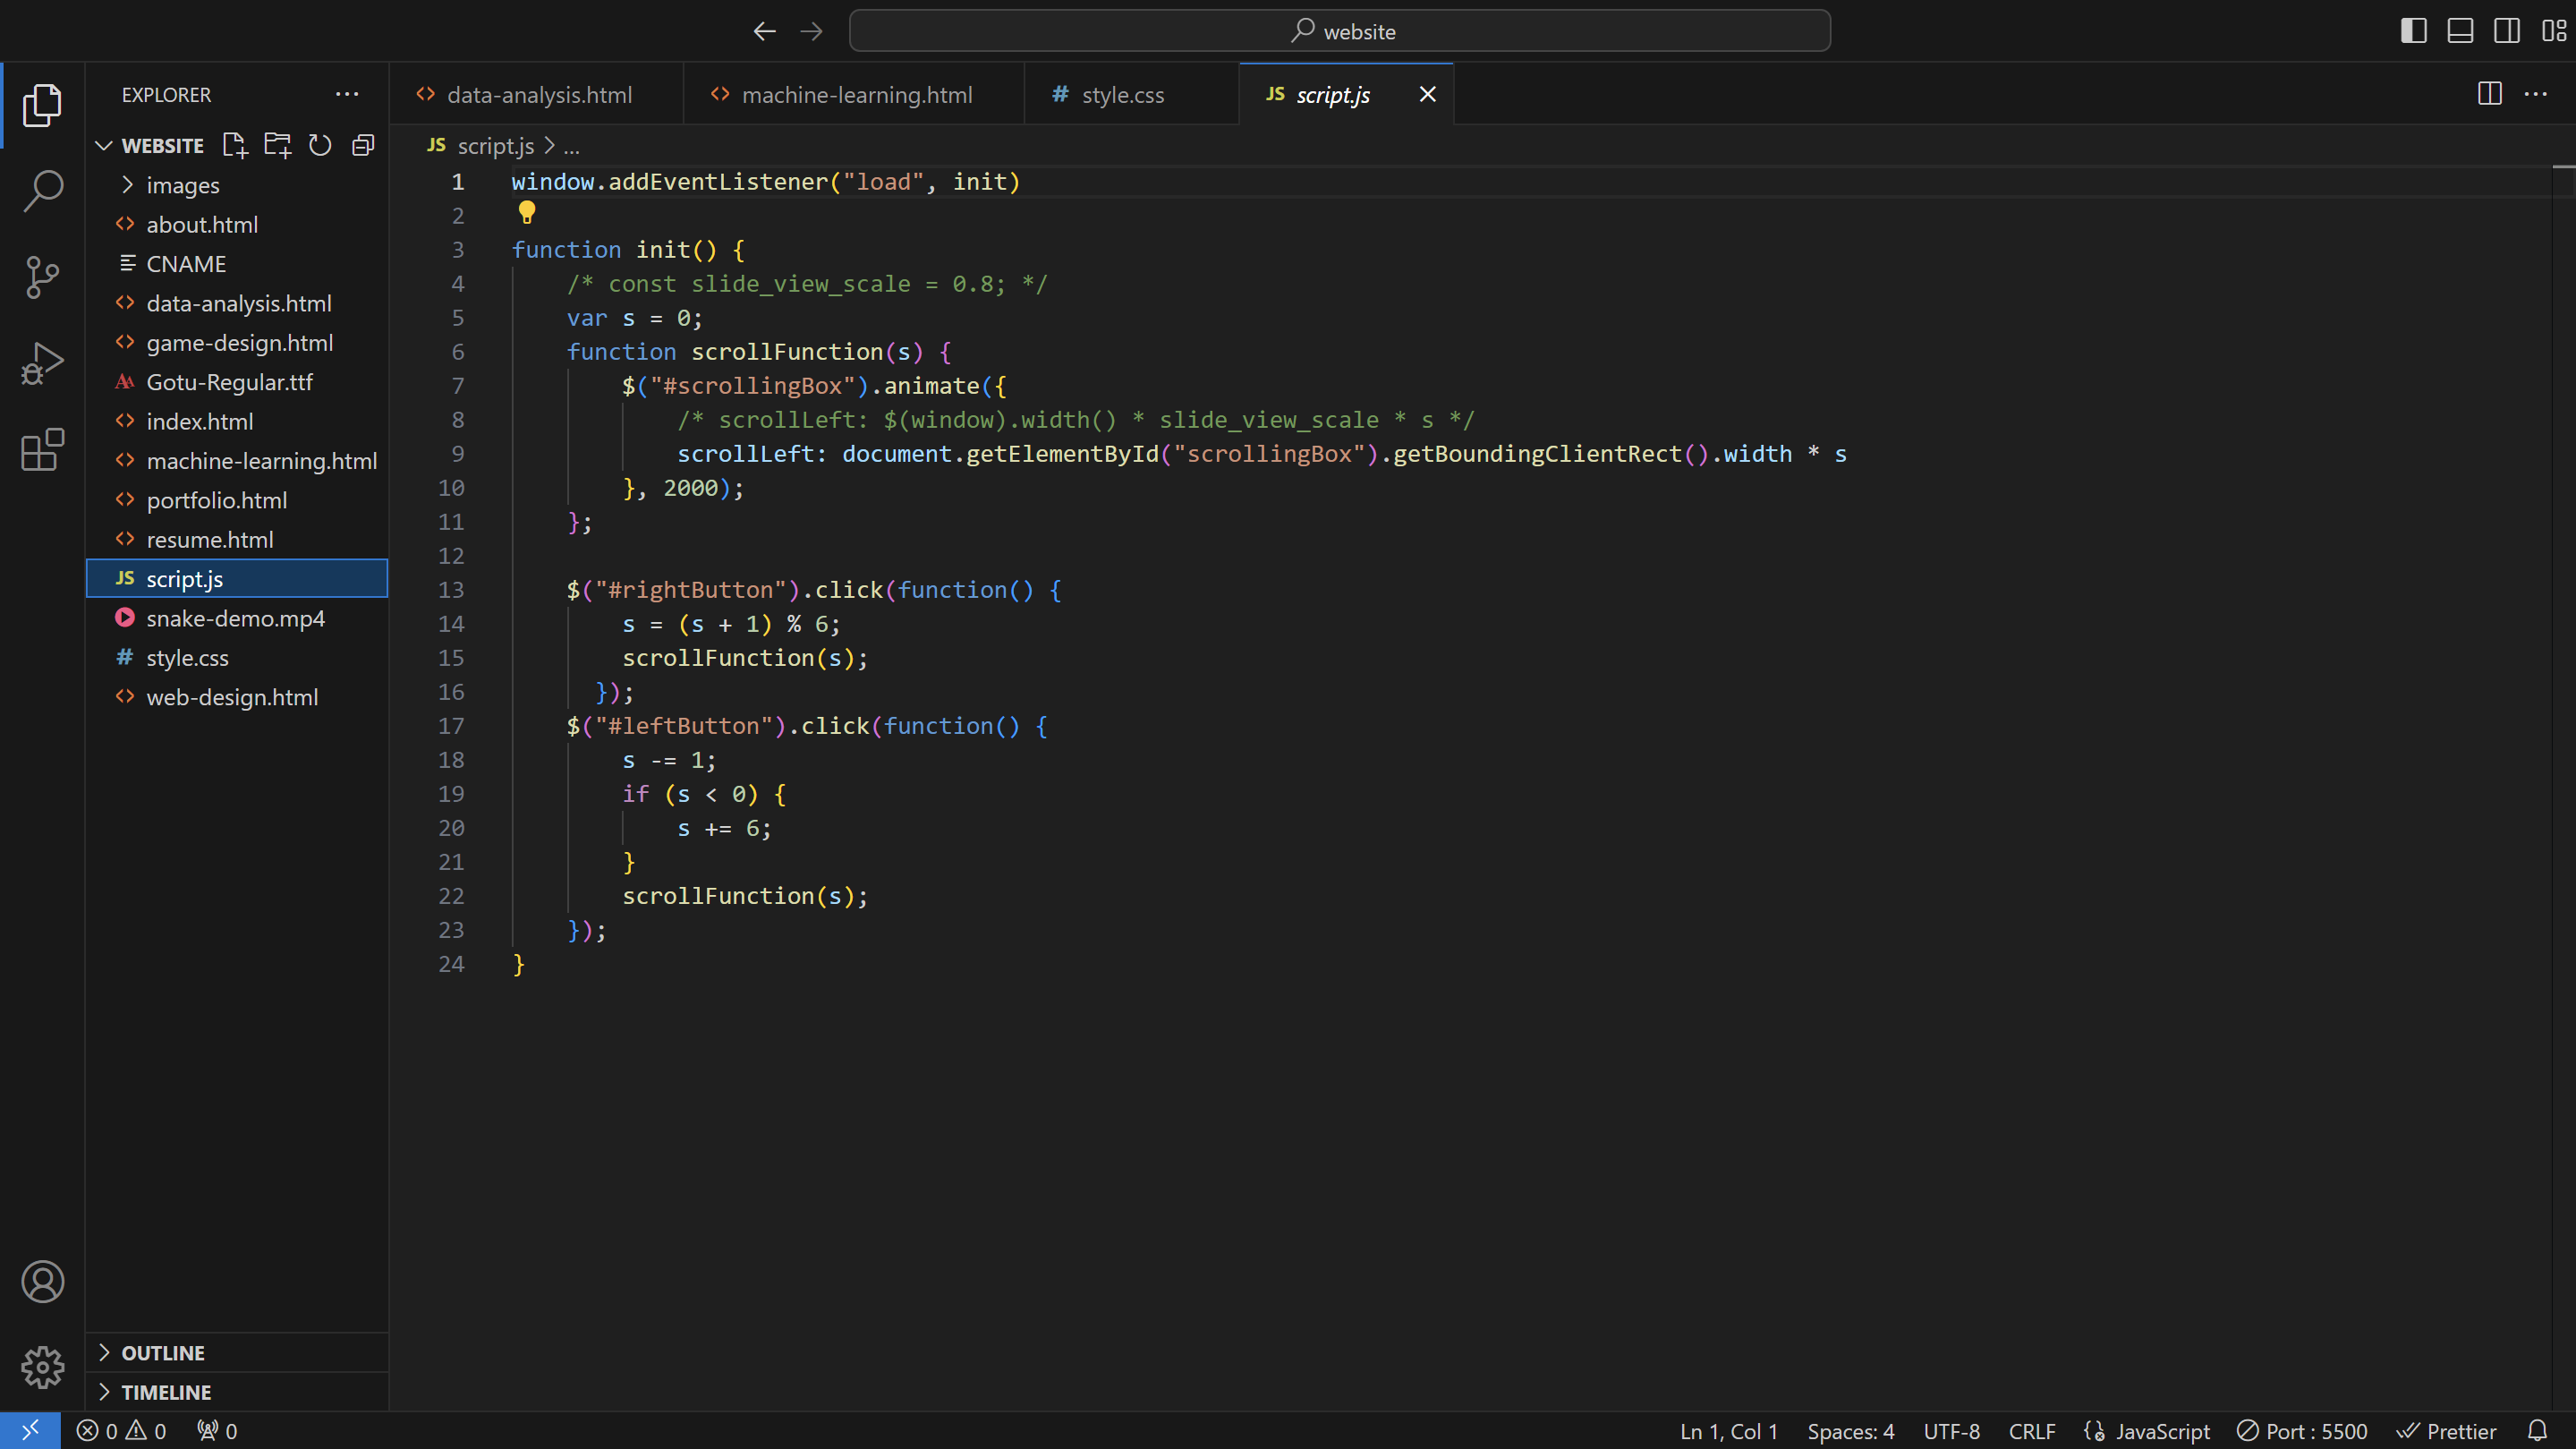 website
EXPLORER
WEBSITE
images
about.html
CNAME
data-analysis.html
game-design.html
Gotu-Regular.ttf
index.html
machine-learning.html
portfolio.html
resume.html
JS script.js
snake-demo.mp4
# style.css
web-design.html
OUTLINE
TIMELINE
data-analysis.html
machine-learning.html
# style.css
JS script.js
JS script.js > ...
1 window.addEventListener("load", init)
2
3 function init() {
4     /* const slide_view_scale = 0.8; */
5     var s = 0;
6     function scrollFunction(s) {
7         $("#scrollingBox").animate({
8             /* scrollLeft: $(window).width() * slide_view_scale * s */
9             scrollLeft: document.getElementById("scrollingBox").getBoundingClientRect().width * s
10         }, 2000);
11     };
12
13     $("#rightButton").click(function() {
14         s = (s + 1) % 6;
15         scrollFunction(s);
16       });
17     $("#leftButton").click(function() {
18         s -= 1;
19         if (s < 0) {
20             s += 6;
21         }
22         scrollFunction(s);
23     });
24 }
0 0 0 Ln 1, Col 1 Spaces: 4 UTF-8 CRLF JavaScript Port : 5500 Prettier